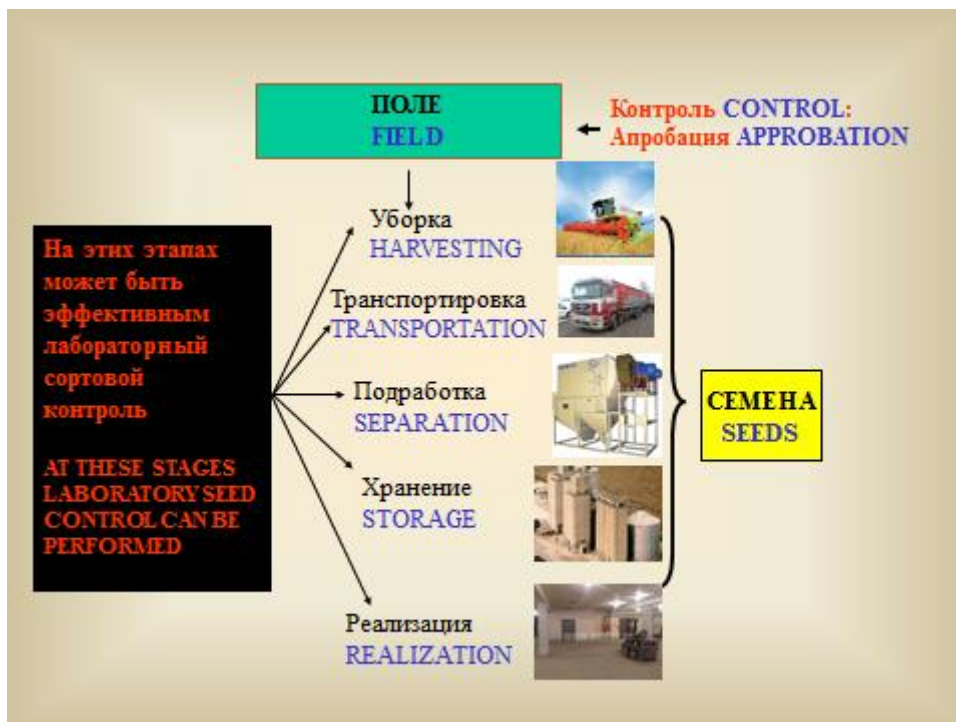 ПОЛЕ
FIELD
Контроль CONTROL:
Апробация APPROBATION
На этих этапах
может быть
эффективным
лабораторный
сортовой
контроль
AT THESE STAGES
LABORATORY SEED
CONTROL CAN BE
PERFORMED
Уборка
HARVESTING
Транспортировка
TRANSPORTATION
Подработка
SEPARATION
Хранение
STORAGE
Реализация
REALIZATION
СЕМЕНА
SEEDS